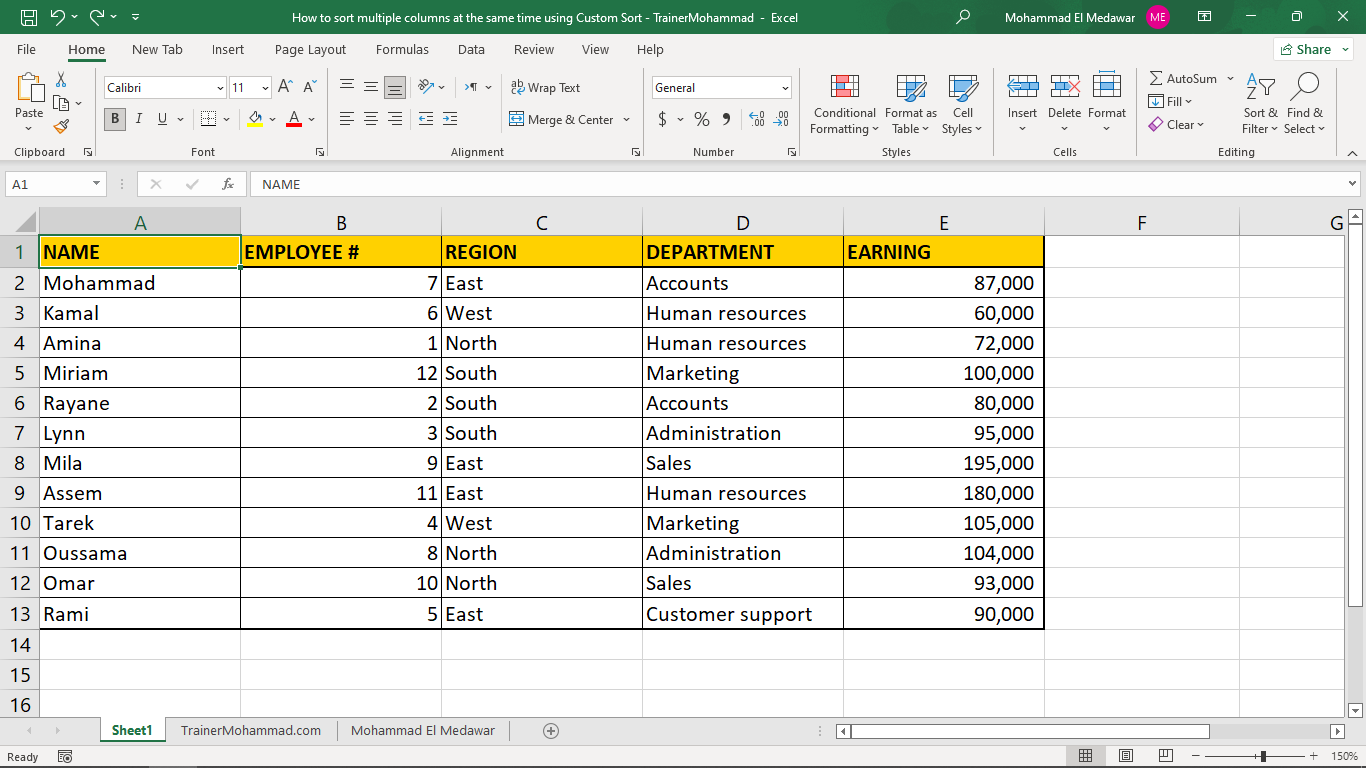 How to sort multiple columns at the same time using Custom Sort - TrainerMohammad - Excel
Mohammad El Medawar ME
File Home New Tab Insert Page Layout Formulas Data Review View Help Share
Paste
Clipboard
Calibri 11
B I U A A A
Font
ab Wrap Text
Merge & Center
Alignment
General
$ % 9 .00 .00
Number
Conditional Formatting
Format as Table
Cell Styles
Styles
Insert Delete Format
Cells
AutoSum
Fill
Clear
Sort & Filter
Find & Select
Editing
A1 fx NAME
A B C D E F G
1 NAME EMPLOYEE # REGION DEPARTMENT EARNING
2 Mohammad 7 East Accounts 87,000
3 Kamal 6 West Human resources 60,000
4 Amina 1 North Human resources 72,000
5 Miriam 12 South Marketing 100,000
6 Rayane 2 South Accounts 80,000
7 Lynn 3 South Administration 95,000
8 Mila 9 East Sales 195,000
9 Assem 11 East Human resources 180,000
10 Tarek 4 West Marketing 105,000
11 Oussama 8 North Administration 104,000
12 Omar 10 North Sales 93,000
13 Rami 5 East Customer support 90,000
14
15
16
Sheet1 TrainerMohammad.com Mohammad El Medawar
Ready 150%